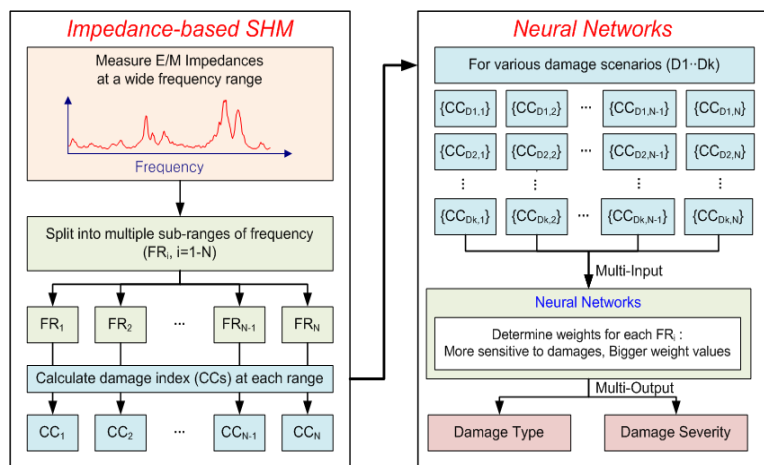 Impedance-based SHM
Measure E/M Impedances
at a wide frequency range
Frequency
Split into multiple sub-ranges of frequency
(FRi, i=1-N)
FR1 FR2 ... FRN-1 FRN
Calculate damage index (CCs) at each range
CC1 CC2 ... CCN-1 CCN
Neural Networks
For various damage scenarios (D1··Dk)
{CCD1,1} {CCD1,2} ... {CCD1,N-1} {CCD1,N}
{CCD2,1} {CCD2,2} ... {CCD2,N-1} {CCD2,N}
⋮ ⋮ ⋮ ⋮
{CCDk,1} {CCDk,2} ... {CCDk,N-1} {CCDk,N}
Multi-Input
Neural Networks
Determine weights for each FRi :
More sensitive to damages, Bigger weight values
Multi-Output
Damage Type Damage Severity